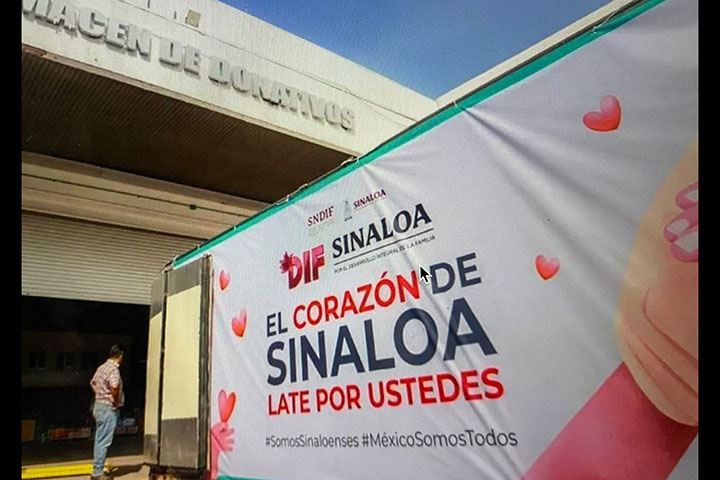 MACEN DE DONATIVOS
SNDIF SINALOA
DIF SINALOA
POR EL DESARROLLO INTEGRAL DE LA FAMILIA
EL CORAZÓN DE
SINALOA
LATE POR USTEDES
#SomosSinaloenses #MéxicoSomosTodos